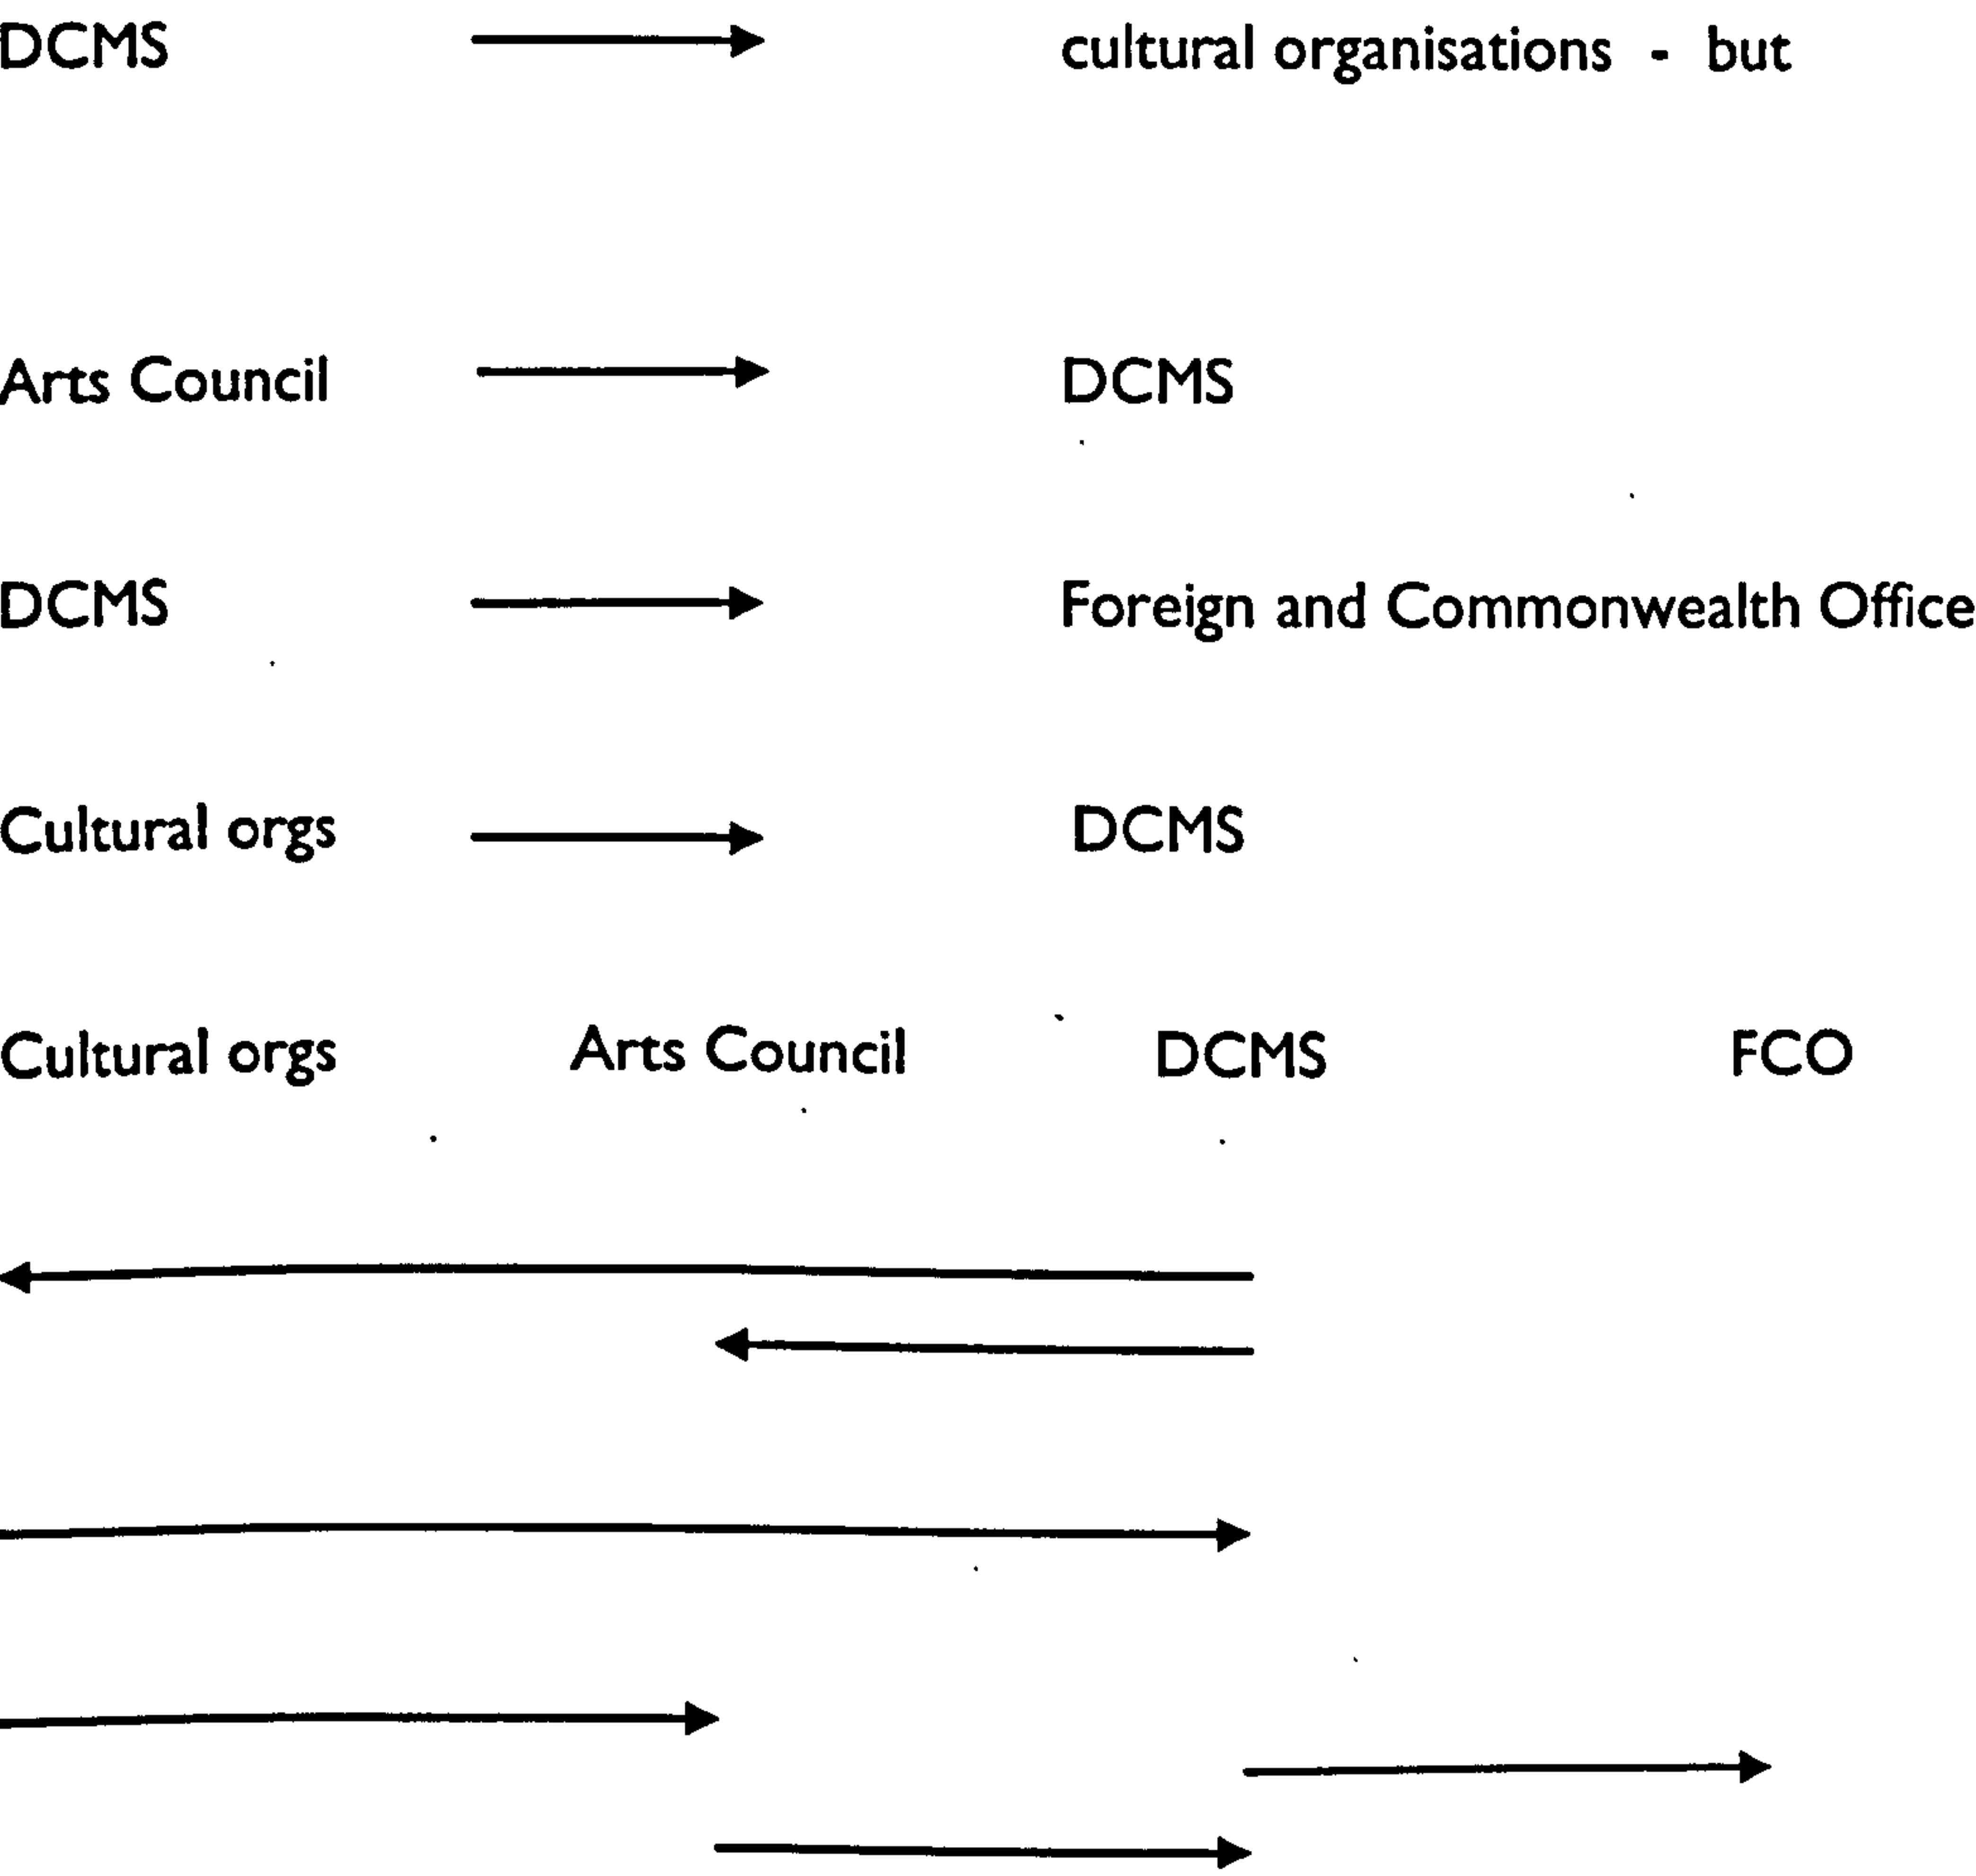 DCMS cultural organisations - but
Arts Council DCMS
DCMS Foreign and Commonwealth Office
Cultural orgs DCMS
Cultural orgs Arts Council DCMS FCO